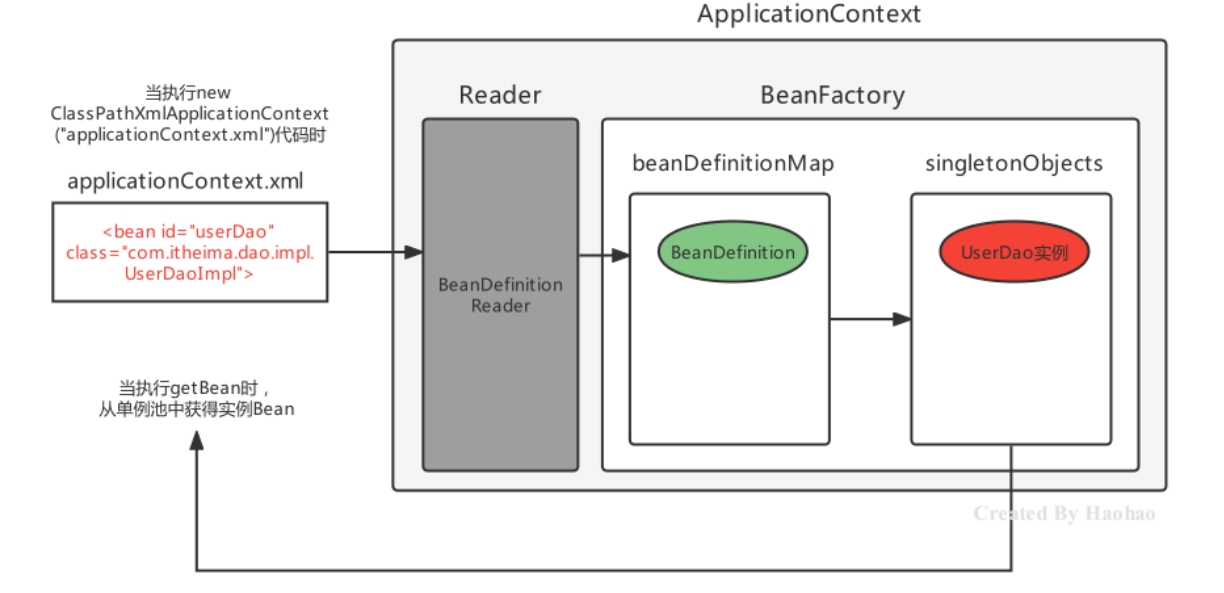 ApplicationContext
当执行new
ClassPathXmlApplicationContext
("applicationContext.xml")代码时
applicationContext.xml
<bean id="userDao"
class="com.itheima.dao.impl.
UserDaoImpl">
Reader
BeanDefinition
Reader
BeanFactory
beanDefinitionMap
BeanDefinition
singletonObjects
UserDao实例
当执行getBean时，
从单例池中获得实例Bean
Created By Haohao